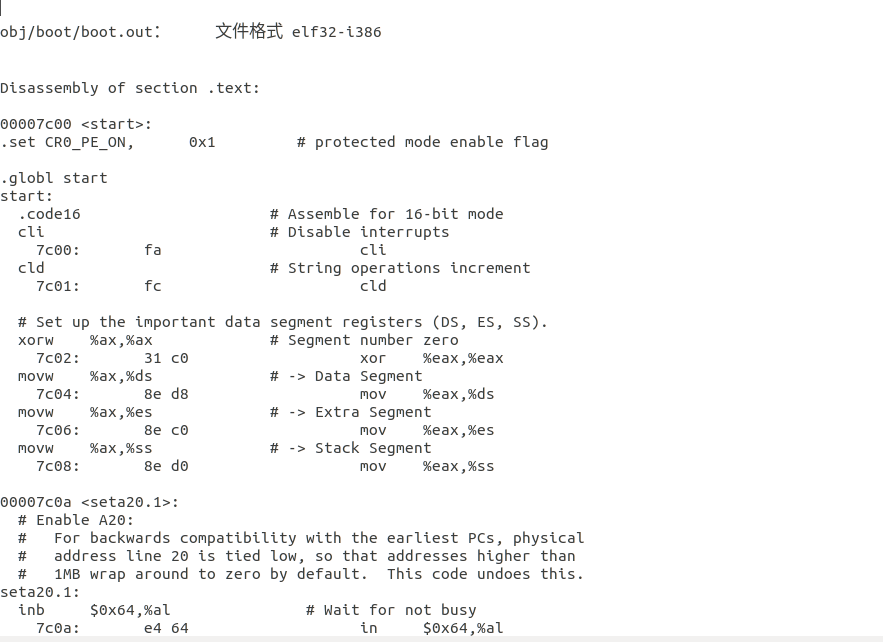 obj/boot/boot.out：     文件格式 elf32-i386
Disassembly of section .text:
00007c00 <start>:
.set CR0_PE_ON,      0x1         # protected mode enable flag
.globl start
start:
  .code16                     # Assemble for 16-bit mode
  cli                         # Disable interrupts
    7c00:       fa                      cli
  cld                         # String operations increment
    7c01:       fc                      cld
  # Set up the important data segment registers (DS, ES, SS).
  xorw    %ax,%ax             # Segment number zero
    7c02:       31 c0                   xor    %eax,%eax
  movw    %ax,%ds             # -> Data Segment
    7c04:       8e d8                   mov    %eax,%ds
  movw    %ax,%es             # -> Extra Segment
    7c06:       8e c0                   mov    %eax,%es
  movw    %ax,%ss             # -> Stack Segment
    7c08:       8e d0                   mov    %eax,%ss
00007c0a <seta20.1>:
  # Enable A20:
  #   For backwards compatibility with the earliest PCs, physical
  #   address line 20 is tied low, so that addresses higher than
  #   1MB wrap around to zero by default.  This code undoes this.
seta20.1:
  inb     $0x64,%al               # Wait for not busy
    7c0a:       e4 64                   in     $0x64,%al